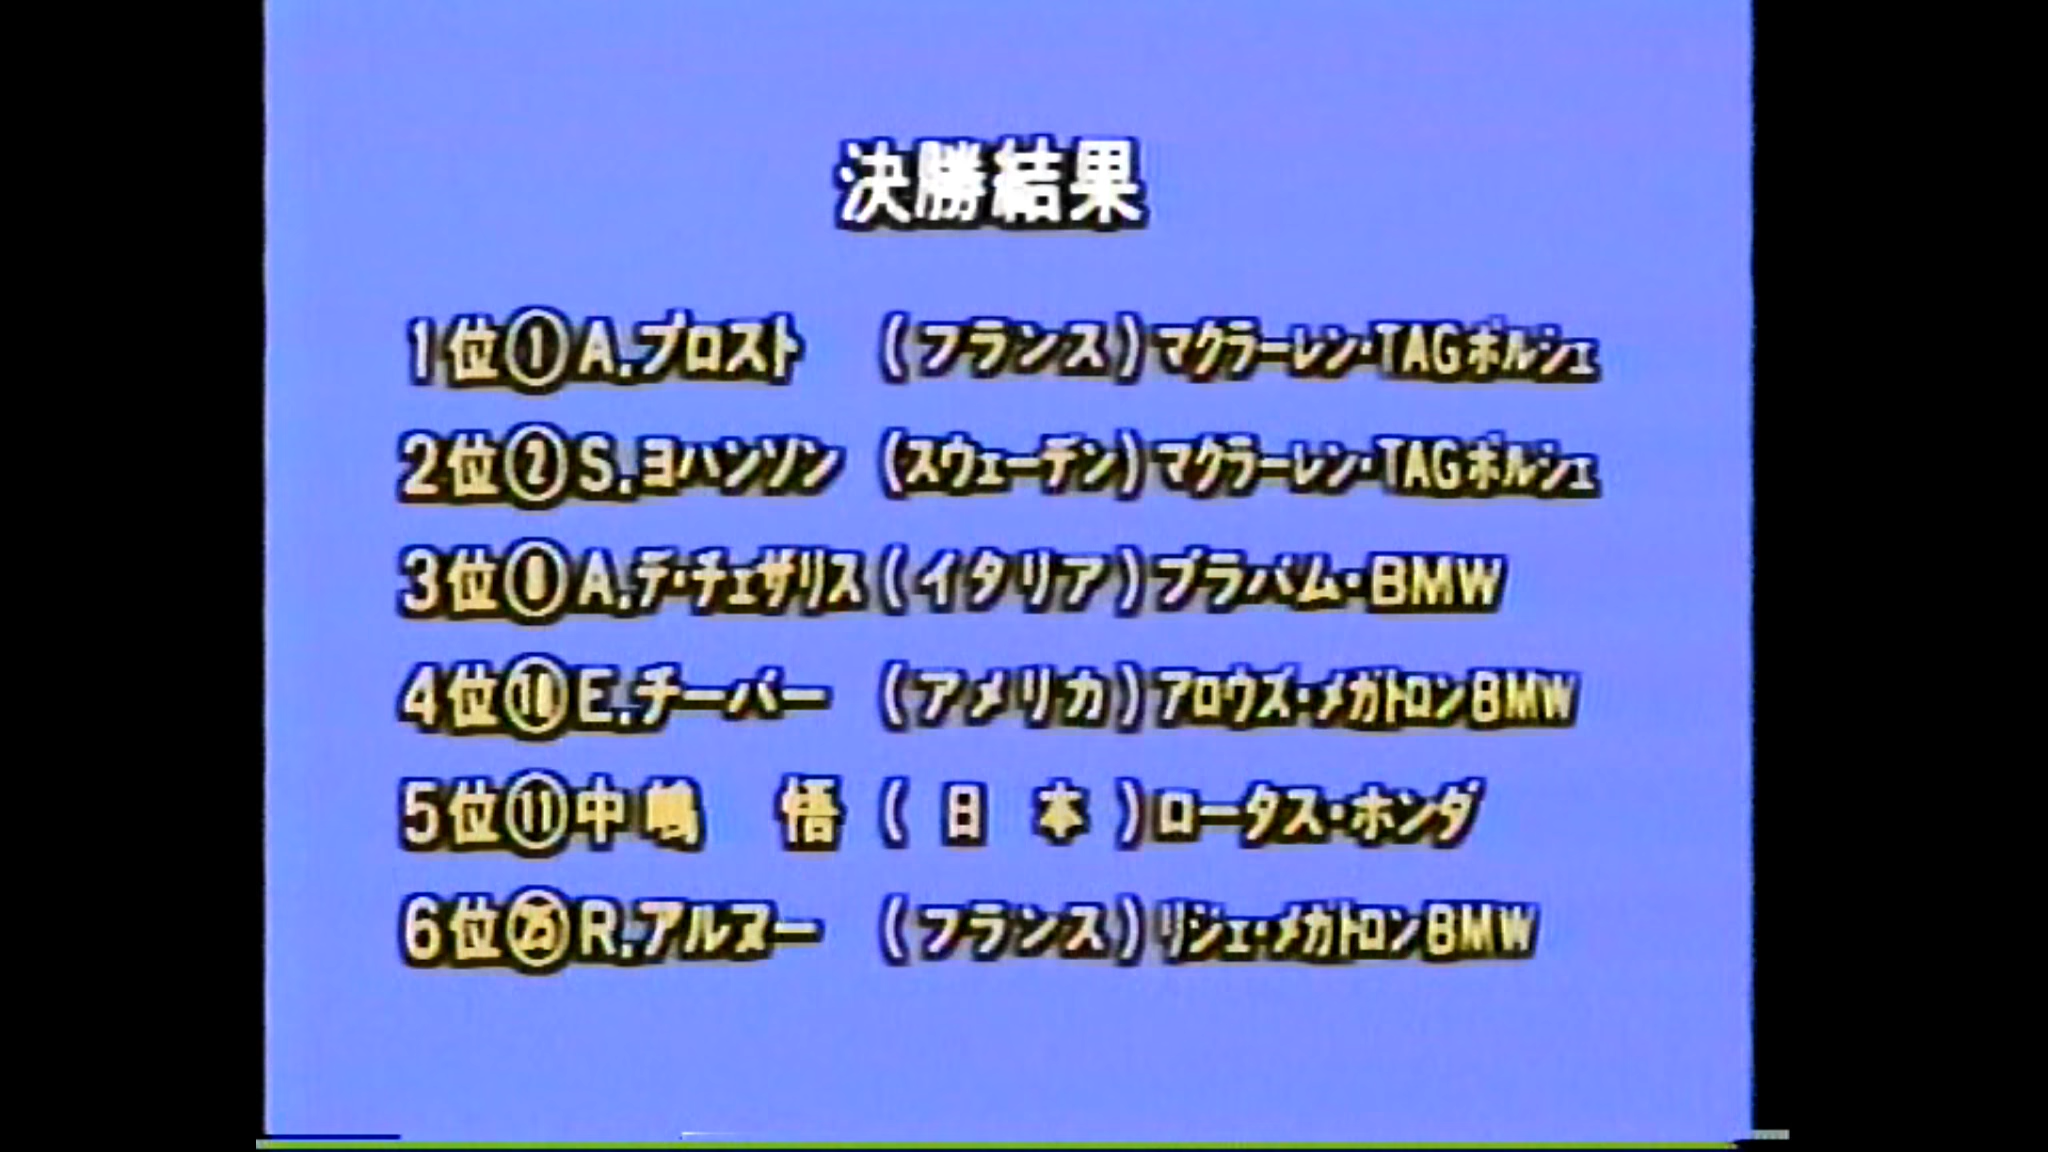 決勝結果
1位①A.プロスト (フランス)マクラーレン・TAGポルシェ
2位②S.ヨハンソン (スウェーデン)マクラーレン・TAGポルシェ
3位⑧A.デ・チェザリス(イタリア)ブラバム・BMW
4位⑱E.チーバー (アメリカ)アロウズ・メガトロンBMW
5位⑪中嶋 悟(日本)ロータス・ホンダ
6位㉕R.アルヌー (フランス)リジェ・メガトロンBMW